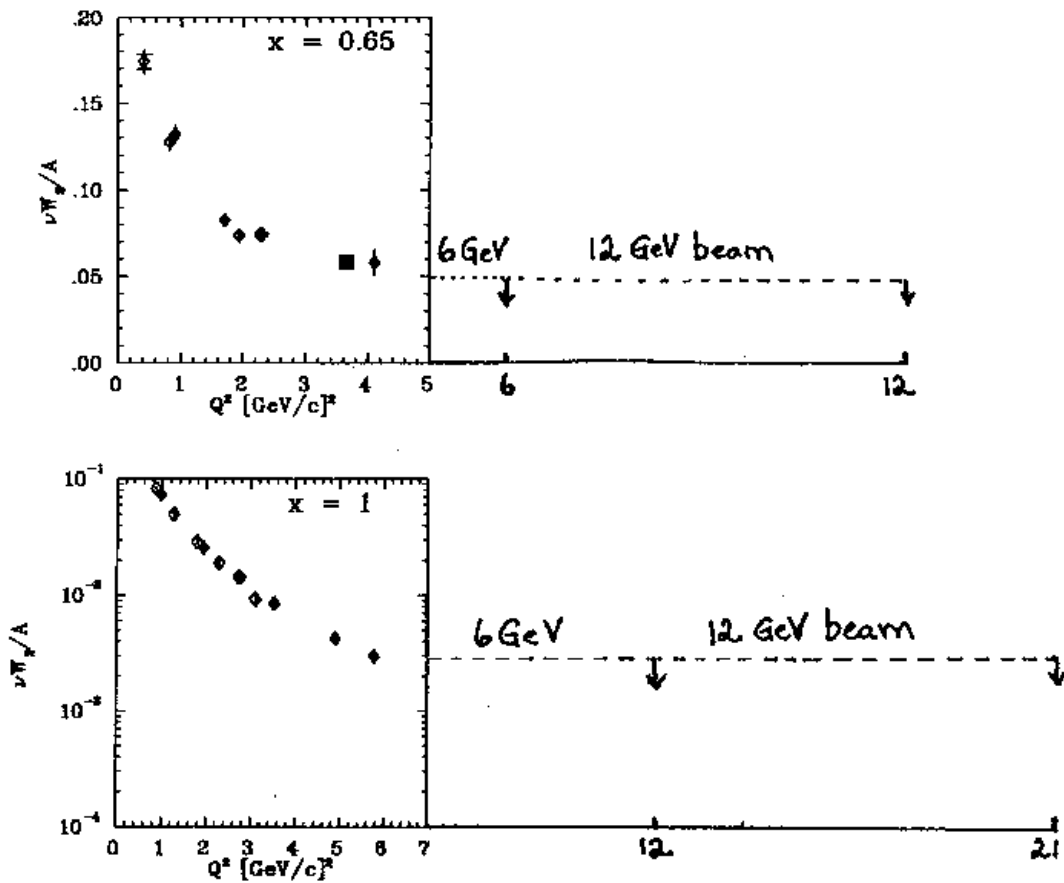 .20
x = 0.65
.15
νW₂/A
.10
6 GeV 12 GeV beam
.05
.00
0 1 2 3 4 5 6 12
Q² [GeV/c]²
10⁻¹
x = 1
10⁻²
νW₂/A
6 GeV 12 GeV beam
10⁻³
10⁻⁴
0 1 2 3 4 5 6 7 12 21
Q² [GeV/c]²